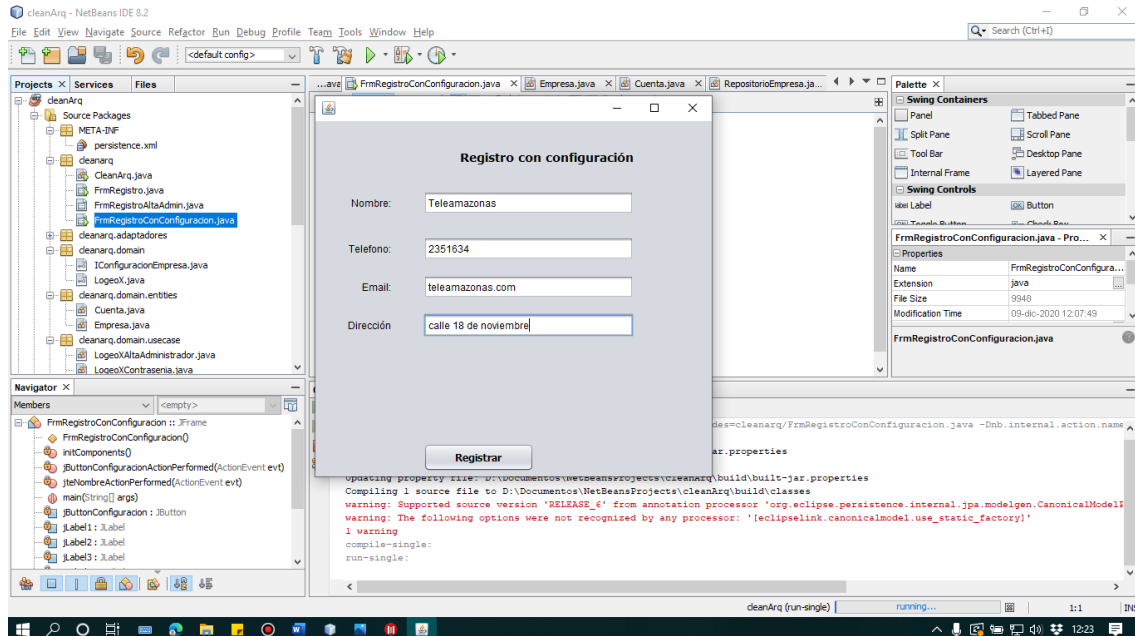 cleanArq - NetBeans IDE 8.2
File Edit View Navigate Source Refactor Run Debug Profile Team Tools Window Help
Search (Ctrl+I)
<default config>
Projects Services Files
...ava FrmRegistroConConfiguracion.java Empresa.java Cuenta.java RepositorioEmpresa.ja...
Palette
cleanArq
Source Packages
META-INF
persistence.xml
cleanarq
CleanArq.java
FrmRegistro.java
FrmRegistroAltaAdmin.java
FrmRegistroConConfiguracion.java
cleanarq.adaptadores
cleanarq.domain
IConfiguracionEmpresa.java
LogeoX.java
cleanarq.domain.entities
Cuenta.java
Empresa.java
cleanarq.domain.usecase
LogeoXAltaAdministrador.java
LogeoXContrasenia.java
Registro con configuración
Nombre: Teleamazonas
Telefono: 2351634
Email: teleamazonas.com
Dirección calle 18 de noviembre
Registrar
Swing Containers
Panel Tabbed Pane
Split Pane Scroll Pane
Tool Bar Desktop Pane
Internal Frame Layered Pane
Swing Controls
label Label OK Button
Toggle Button Check Box
FrmRegistroConConfiguracion.java - Pro...
Properties
Name FrmRegistroConConfigura...
Extension java
File Size 9948
Modification Time 09-dic-2020 12:07:49
FrmRegistroConConfiguracion.java
Navigator
Members <empty>
FrmRegistroConConfiguracion :: JFrame
FrmRegistroConConfiguracion()
initComponents()
jButtonConfiguracionActionPerformed(ActionEvent evt)
jteNombreActionPerformed(ActionEvent evt)
main(String[] args)
jButtonConfiguracion : JButton
jLabel1 : JLabel
jLabel2 : JLabel
jLabel3 : JLabel
des=cleanarq/FrmRegistroConConfiguracion.java -Dnb.internal.action.name
ar.properties
Updating property file: D:\Documentos\NetBeansProjects\cleanArq\build\built-jar.properties
Compiling 1 source file to D:\Documentos\NetBeansProjects\cleanArq\build\classes
warning: Supported source version 'RELEASE_6' from annotation processor 'org.eclipse.persistence.internal.jpa.modelgen.CanonicalModelP
warning: The following options were not recognized by any processor: '[eclipselink.canonicalmodel.use_static_factory]'
1 warning
compile-single:
run-single:
cleanArq (run-single) running... 1:1 INS
12:23